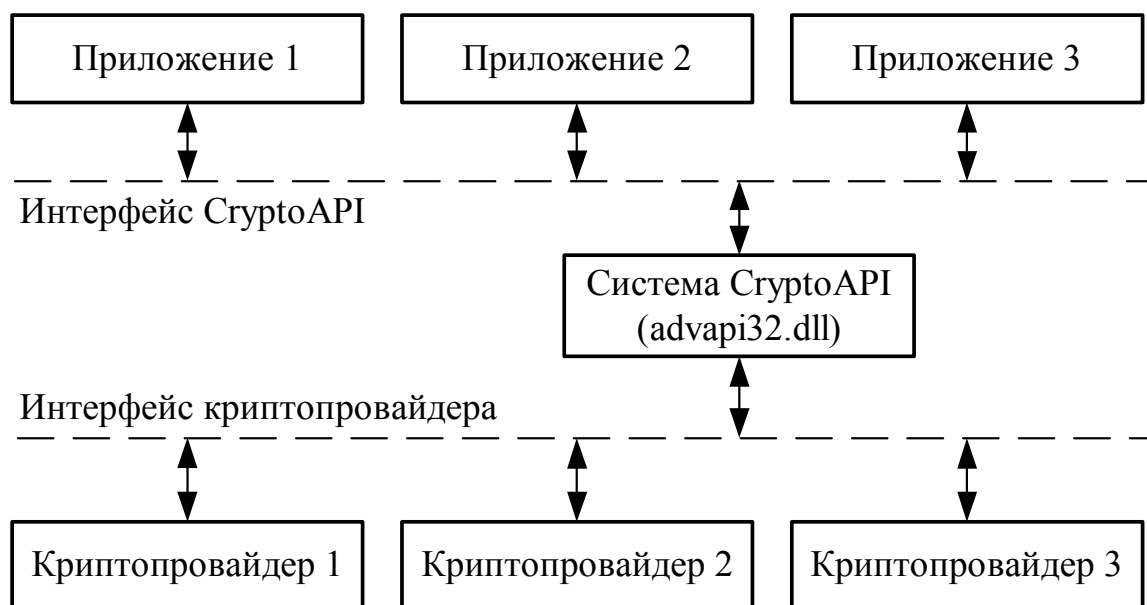 Приложение 1
Приложение 2
Приложение 3
Интерфейс CryptoAPI
Система CryptoAPI
(advapi32.dll)
Интерфейс криптопровайдера
Криптопровайдер 1
Криптопровайдер 2
Криптопровайдер 3